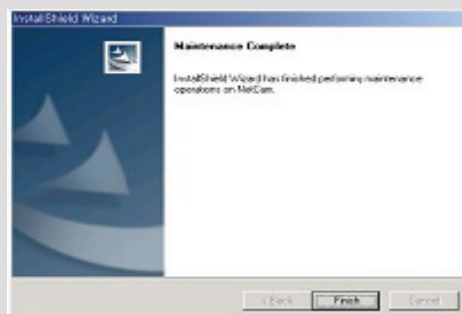 InstallShield Wizard
Maintenance Complete
InstallShield Wizard has finished performing maintenance
operations on NetCam.
< Back
Finish
Cancel